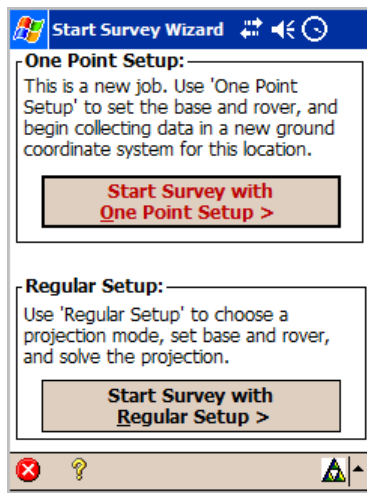 Start Survey Wizard
One Point Setup:
This is a new job. Use 'One Point
Setup' to set the base and rover, and
begin collecting data in a new ground
coordinate system for this location.
Start Survey with
One Point Setup >
Regular Setup:
Use 'Regular Setup' to choose a
projection mode, set base and rover,
and solve the projection.
Start Survey with
Regular Setup >